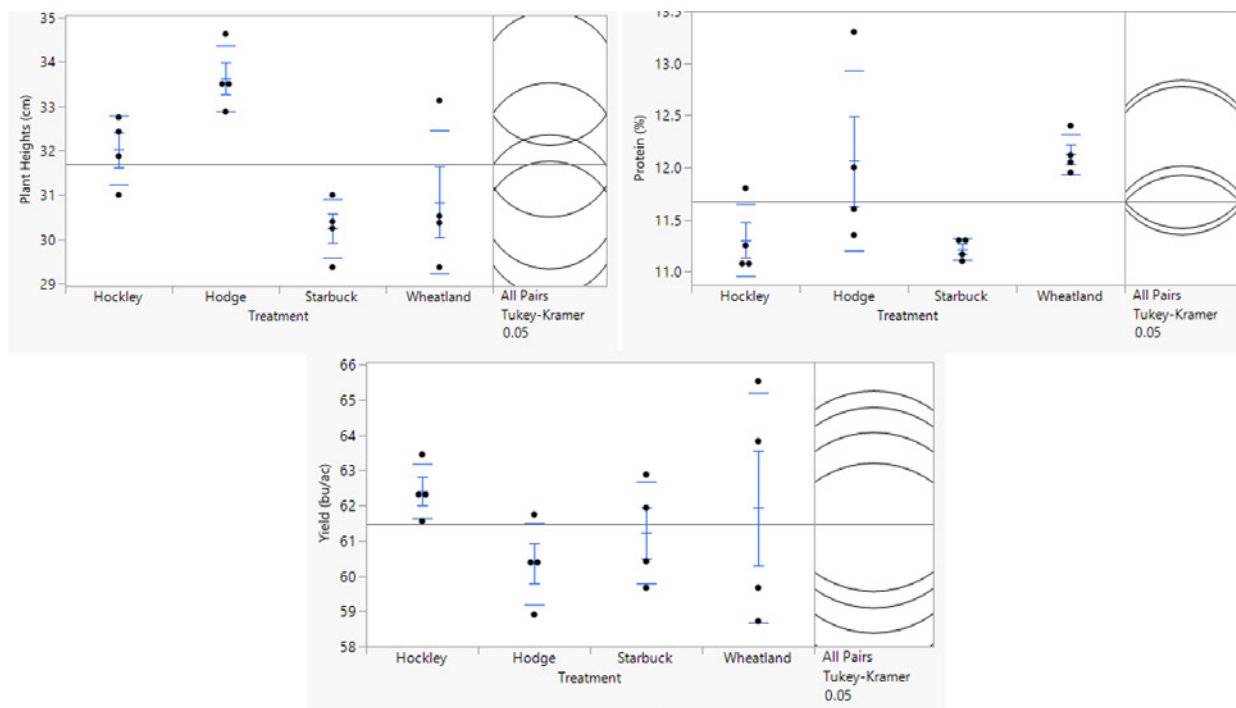 Plant Heights (cm)
35
34
33
32
31
30
29
Hockley
Hodge
Starbuck
Wheatland
Treatment
All Pairs
Tukey-Kramer
0.05
Protein (%)
13.5
13.0
12.5
12.0
11.5
11.0
Hockley
Hodge
Starbuck
Wheatland
Treatment
All Pairs
Tukey-Kramer
0.05
Yield (bu/ac)
66
65
64
63
62
61
60
59
58
Hockley
Hodge
Starbuck
Wheatland
Treatment
All Pairs
Tukey-Kramer
0.05